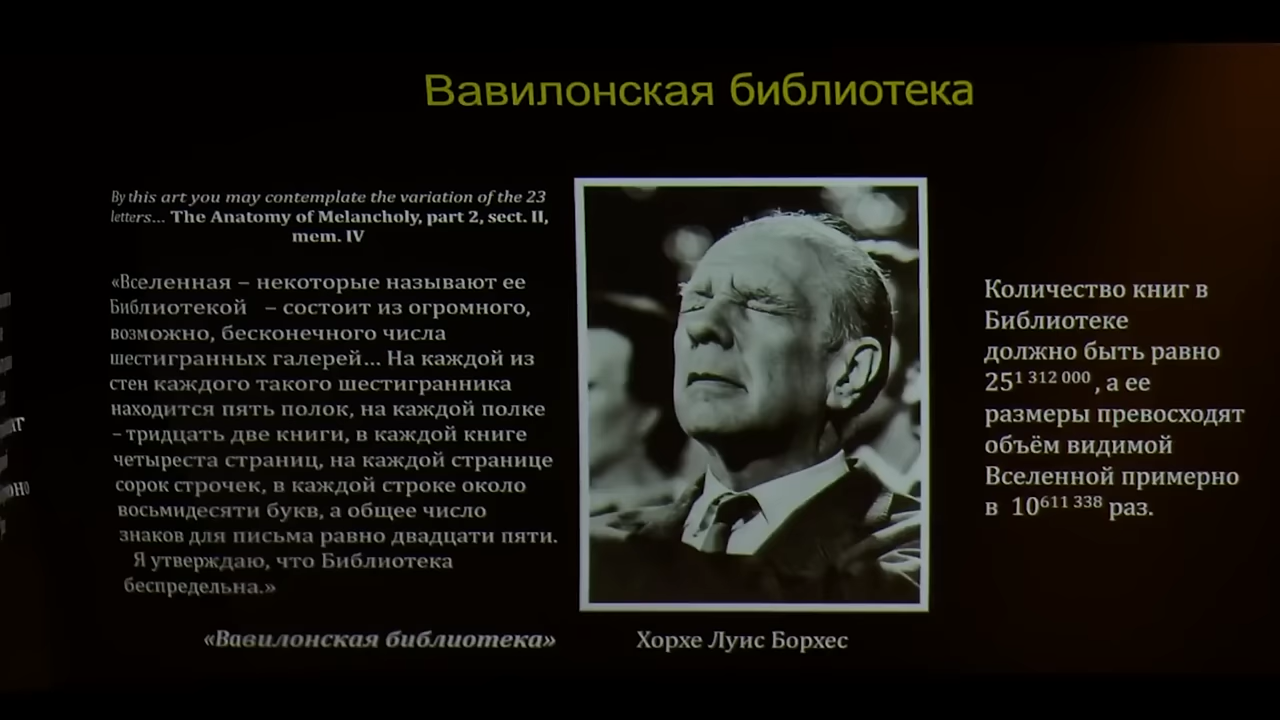 Вавилонская библиотека
By this art you may contemplate the variation of the 23
letters... The Anatomy of Melancholy, part 2, sect. II,
mem. IV
«Вселенная – некоторые называют ее
Библиотекой – состоит из огромного,
возможно, бесконечного числа
шестигранных галерей... На каждой из
стен каждого такого шестигранника
находится пять полок, на каждой полке
– тридцать две книги, в каждой книге
четыреста страниц, на каждой странице
сорок строчек, в каждой строке около
восьмидесяти букв, а общее число
знаков для письма равно двадцати пяти.
Я утверждаю, что Библиотека
беспредельна.»
«Вавилонская библиотека»
Хорхе Луис Борхес
Количество книг в
Библиотеке
должно быть равно
25¹ ³¹² ⁰⁰⁰ , а ее
размеры превосходят
объём видимой
Вселенной примерно
в 10⁶¹¹ ³³⁸ раз.